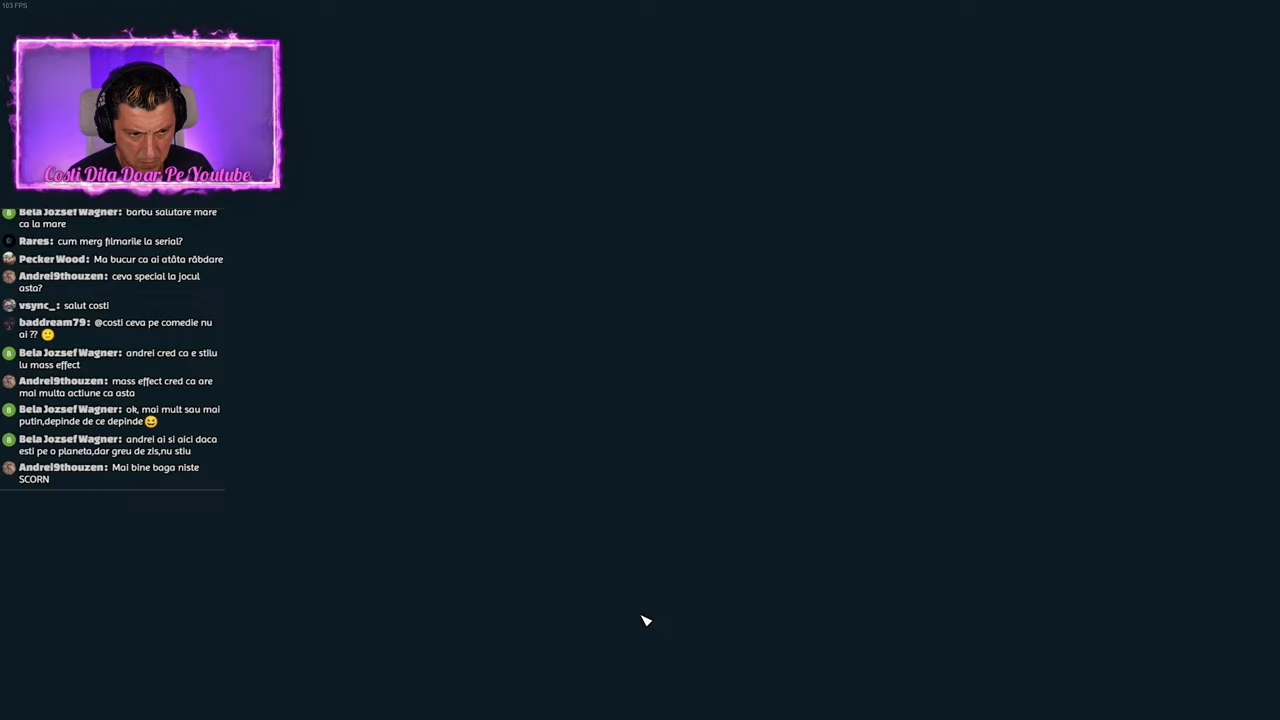 103 FPS
Costi Dita Doar Pe Youtube
B Bela Jozsef Wagner: barbu salutare mare
ca la mare
Rares: cum merg filmarile la serial?
Pecker Wood: Ma bucur ca ai atâta răbdare
Andrei9thouzen: ceva special la jocul
asta?
vsync_: salut costi
baddream79: @costi ceva pe comedie nu
ai ?? 🙂
B Bela Jozsef Wagner: andrei cred ca e stilu
lu mass effect
Andrei9thouzen: mass effect cred ca are
mai multa actiune ca asta
B Bela Jozsef Wagner: ok, mai mult sau mai
putin,depinde de ce depinde😆
B Bela Jozsef Wagner: andrei ai si aici daca
esti pe o planeta,dar greu de zis,nu stiu
Andrei9thouzen: Mai bine baga niste
SCORN